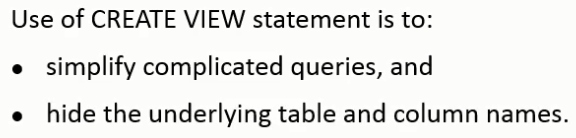 Use of CREATE VIEW statement is to:
• simplify complicated queries, and
• hide the underlying table and column names.